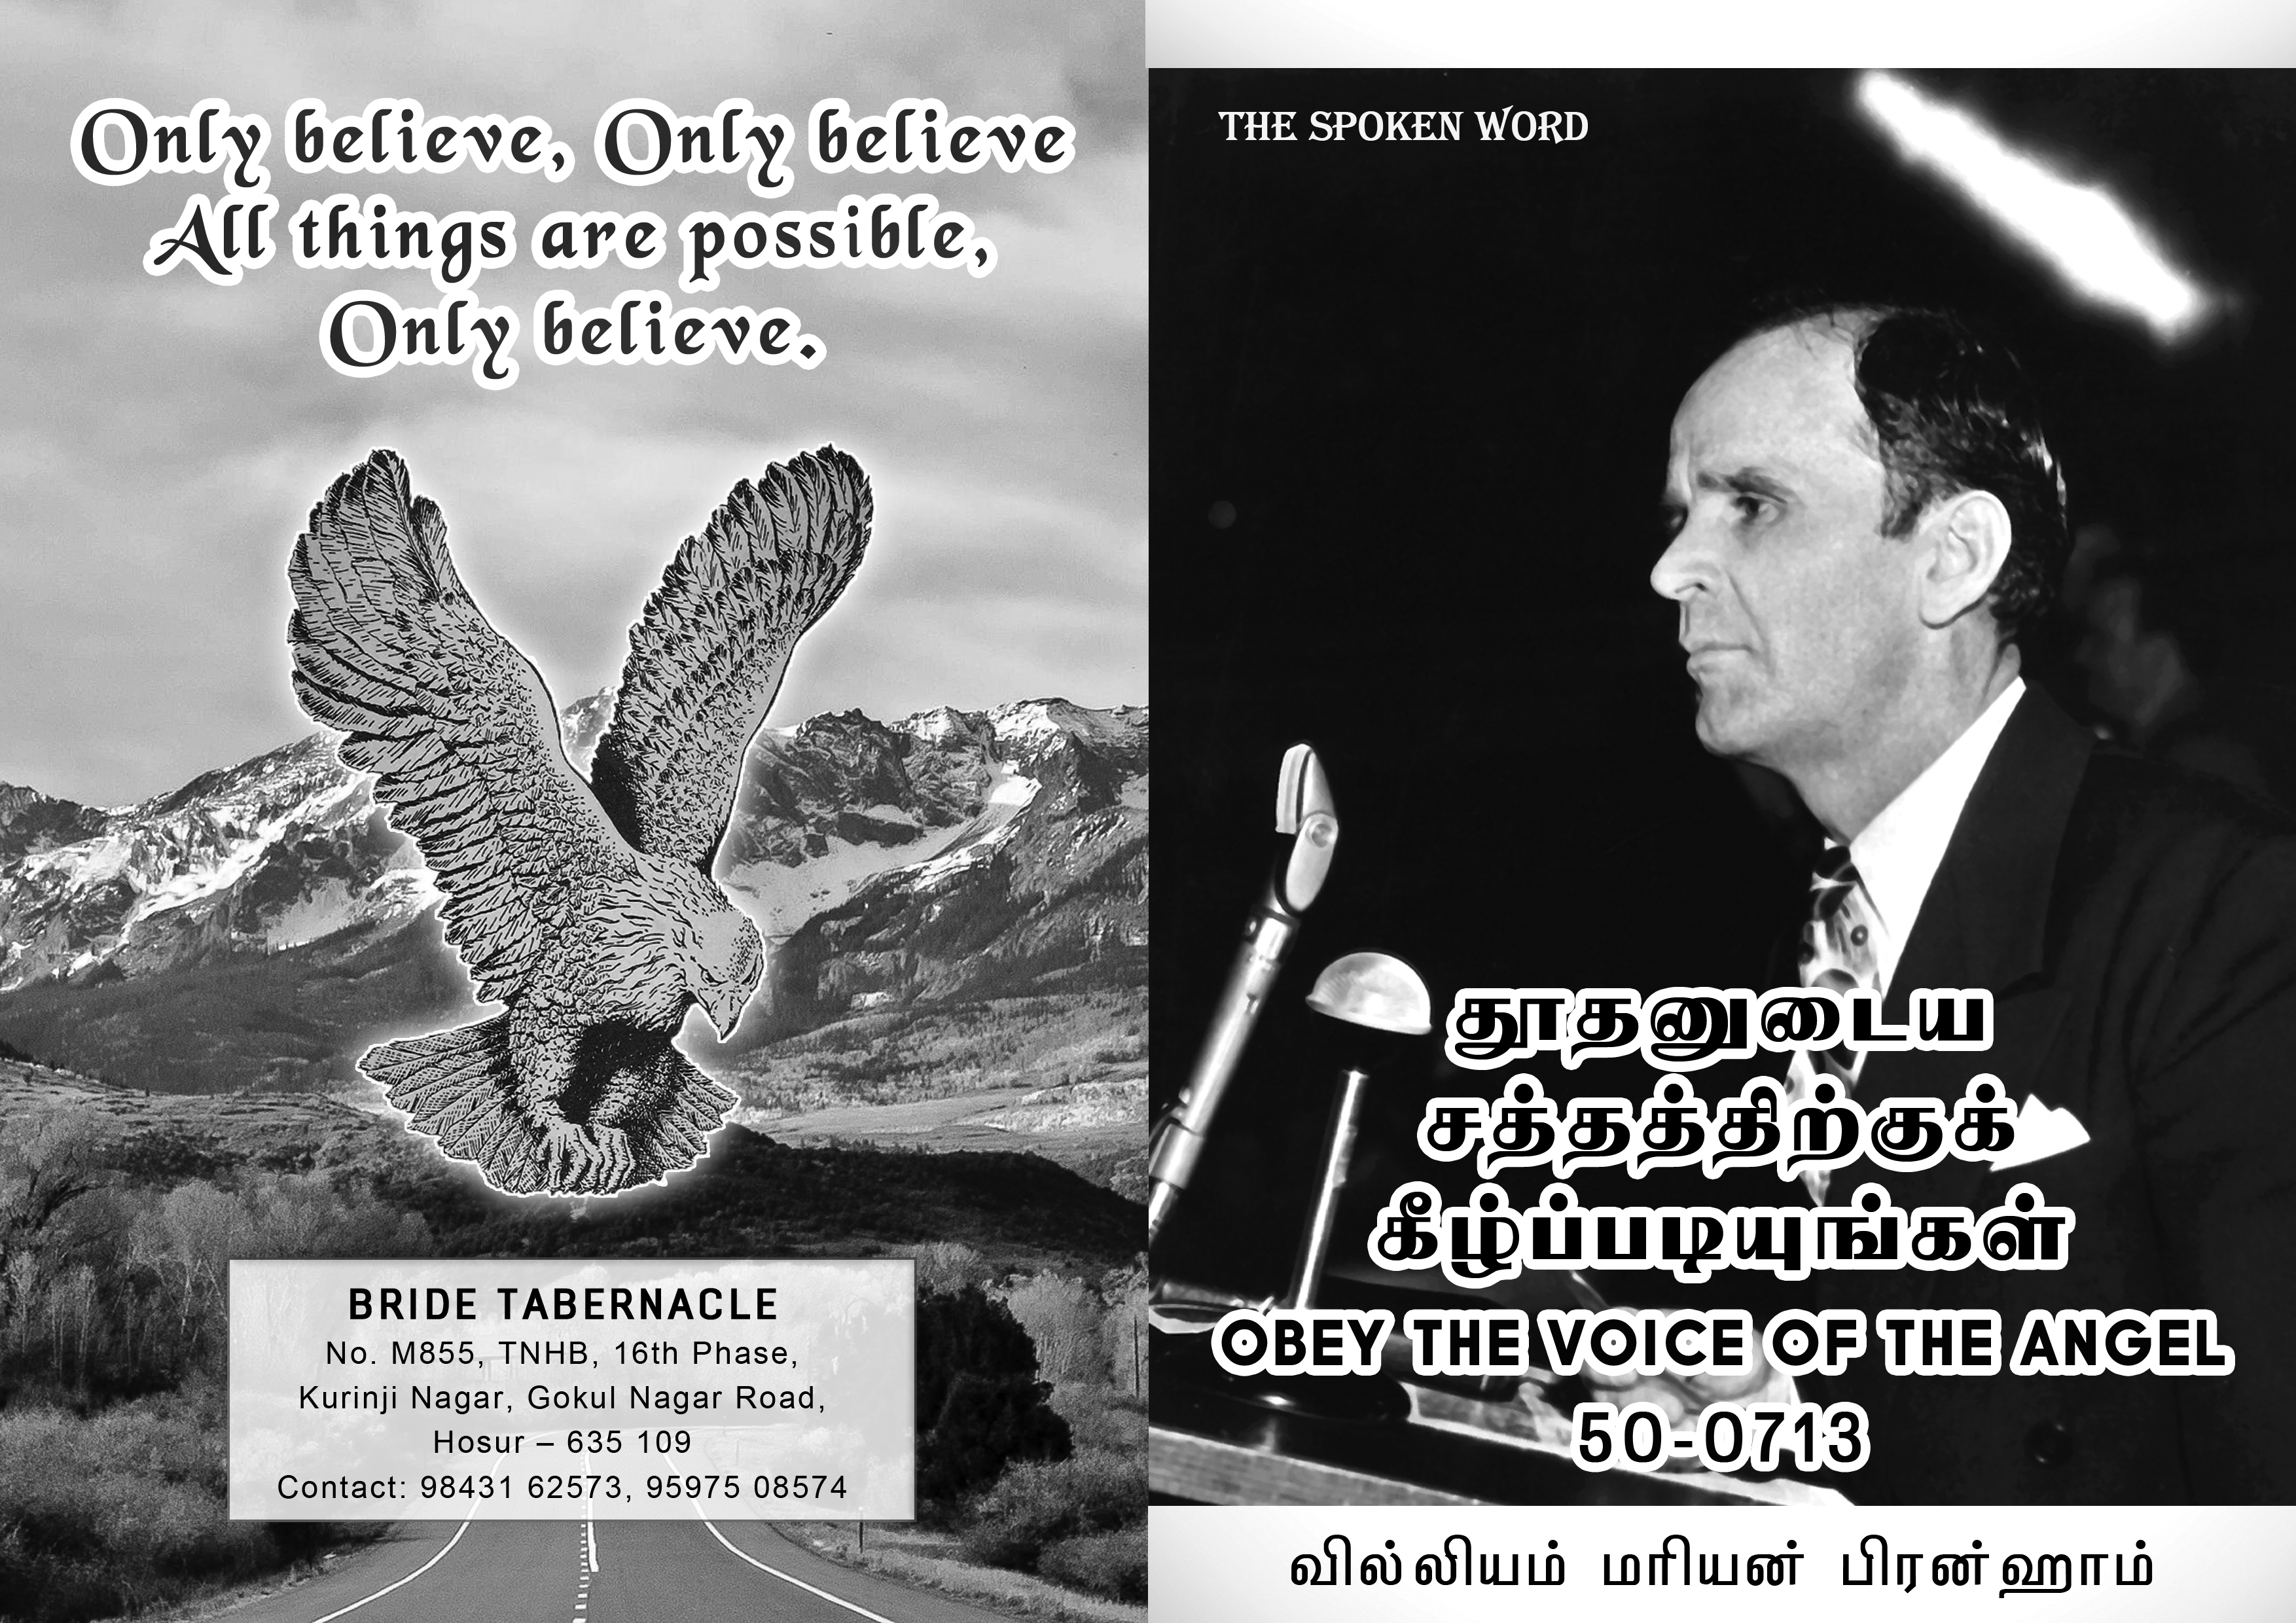 Only believe, Only believe
All things are possible,
Only believe.
BRIDE TABERNACLE
No. M855, TNHB, 16th Phase,
Kurinji Nagar, Gokul Nagar Road,
Hosur – 635 109
Contact: 98431 62573, 95975 08574
THE SPOKEN WORD
தூதனுடைய
சத்தத்திற்குக்
கீழ்ப்படியுங்கள்
OBEY THE VOICE OF THE ANGEL
50-0713
வில்லியம் மரியன் பிரன்ஹாம்